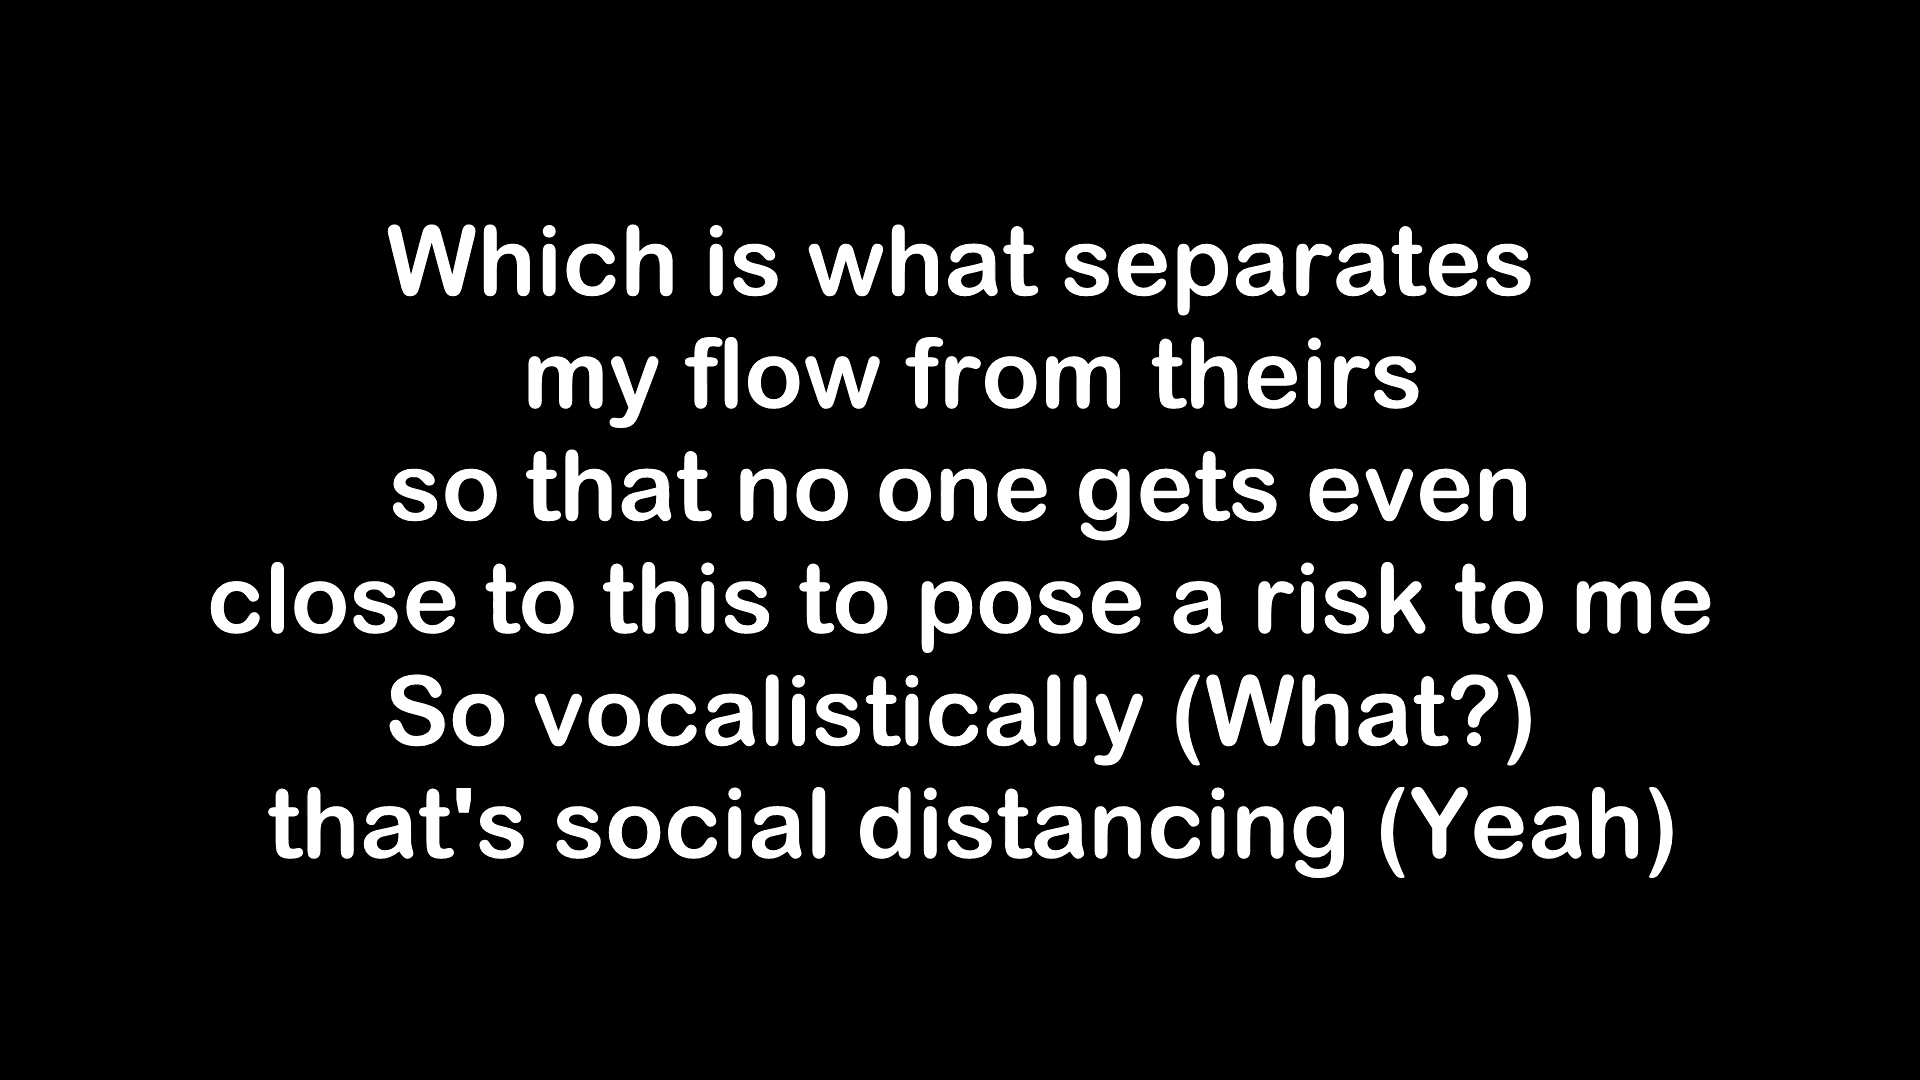 Which is what separates
my flow from theirs
so that no one gets even
close to this to pose a risk to me
So vocalistically (What?)
that's social distancing (Yeah)